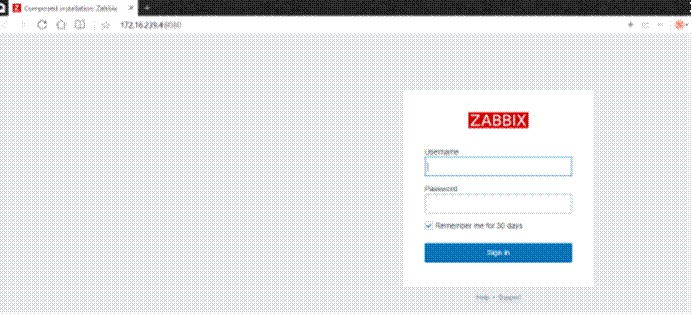 Composed installation: Zabbix
172.16.239.4:8080
ZABBIX
Username
Password
Remember me for 30 days
Sign in
Help • Support